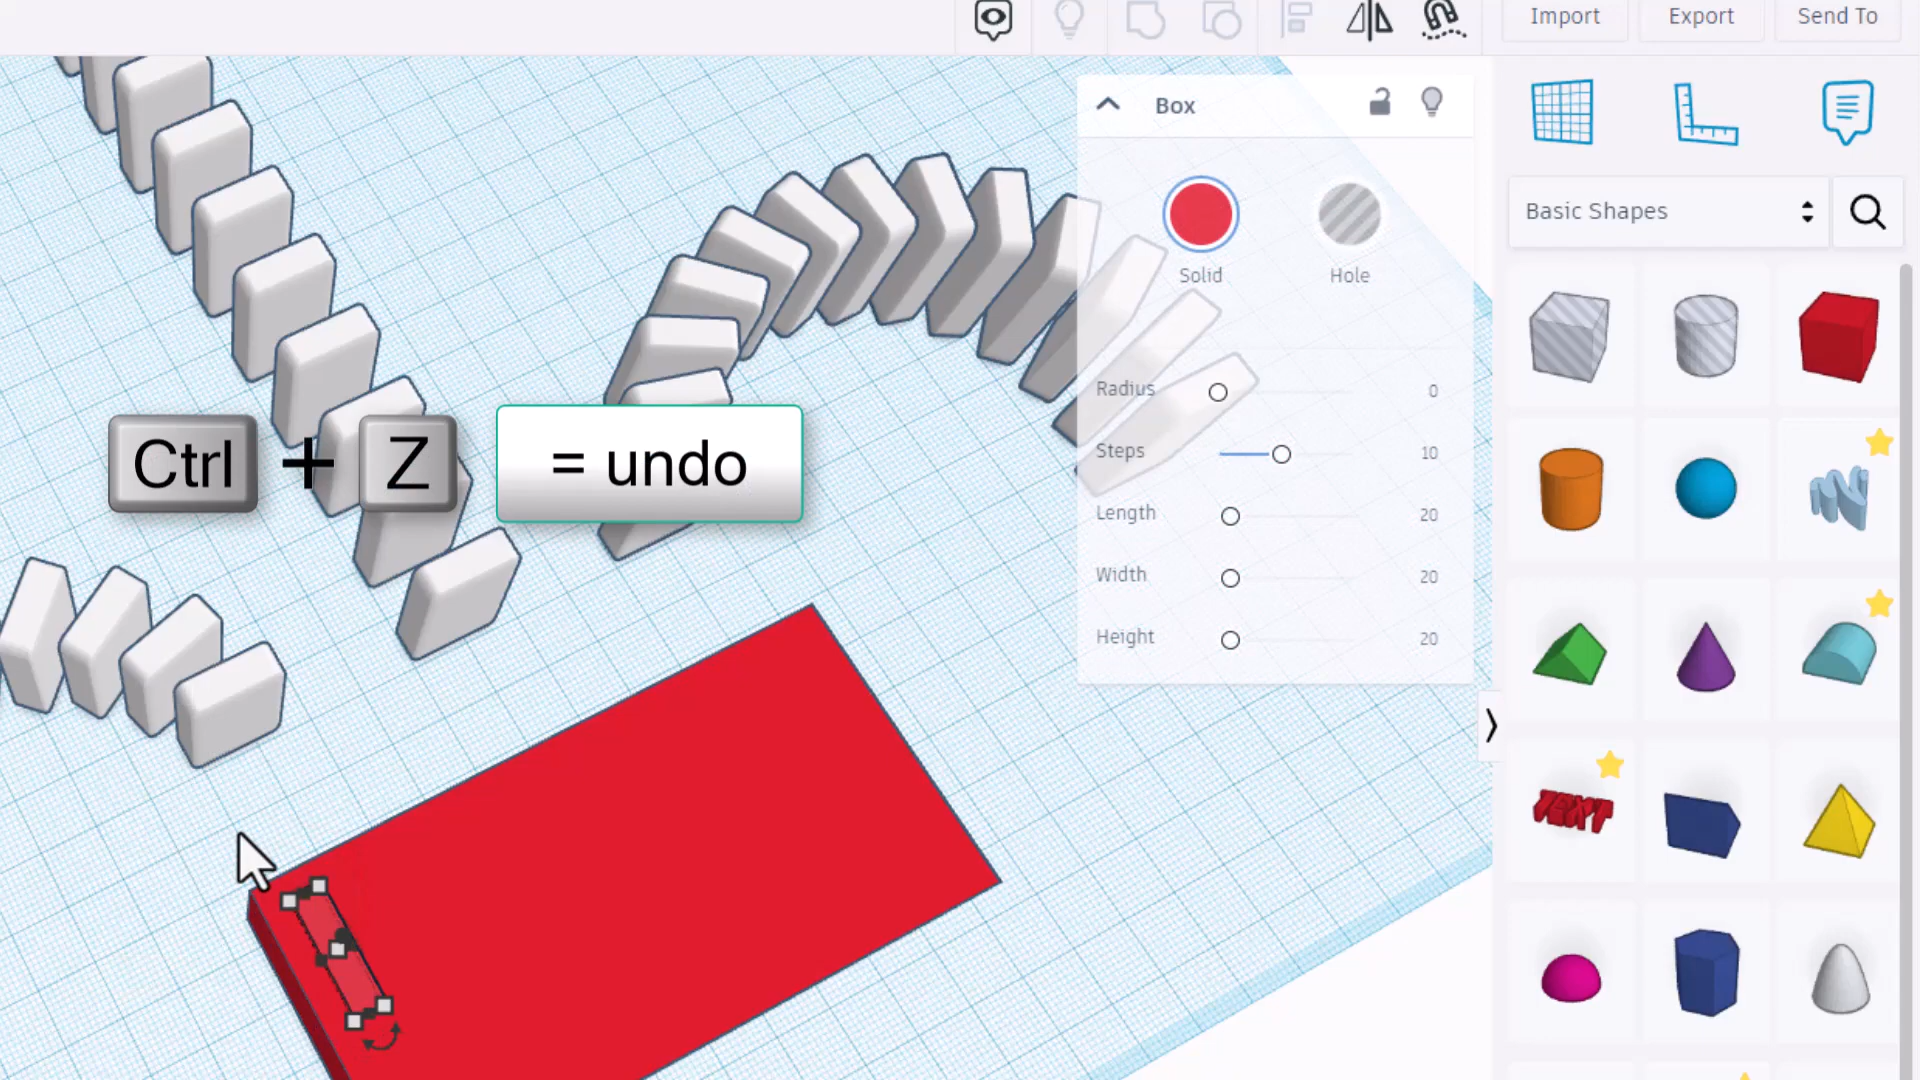 Import
Export
Send To
Box
Solid
Hole
Basic Shapes
Radius 0
Steps 10
Length 20
Width 20
Height 20
Ctrl + Z = undo
TEXT